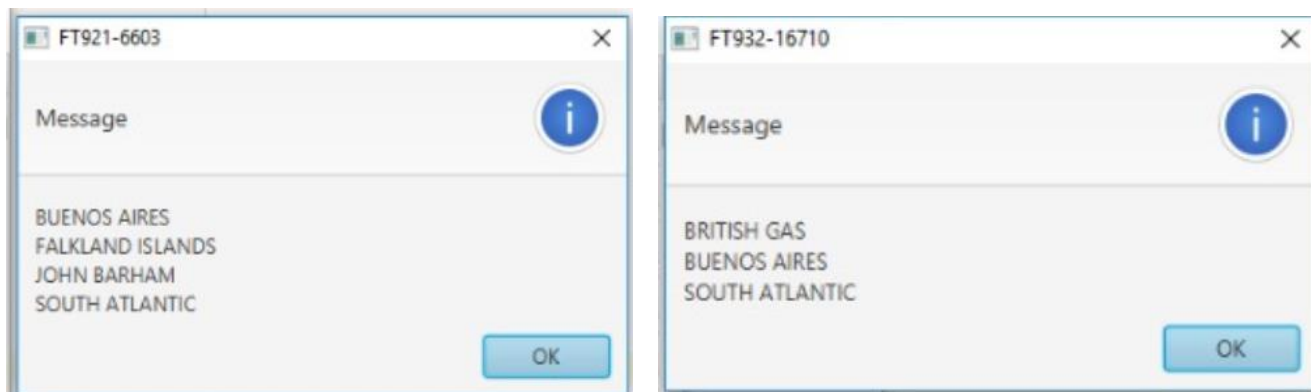 FT921-6603
Message
BUENOS AIRES
FALKLAND ISLANDS
JOHN BARHAM
SOUTH ATLANTIC
OK
FT932-16710
Message
BRITISH GAS
BUENOS AIRES
SOUTH ATLANTIC
OK